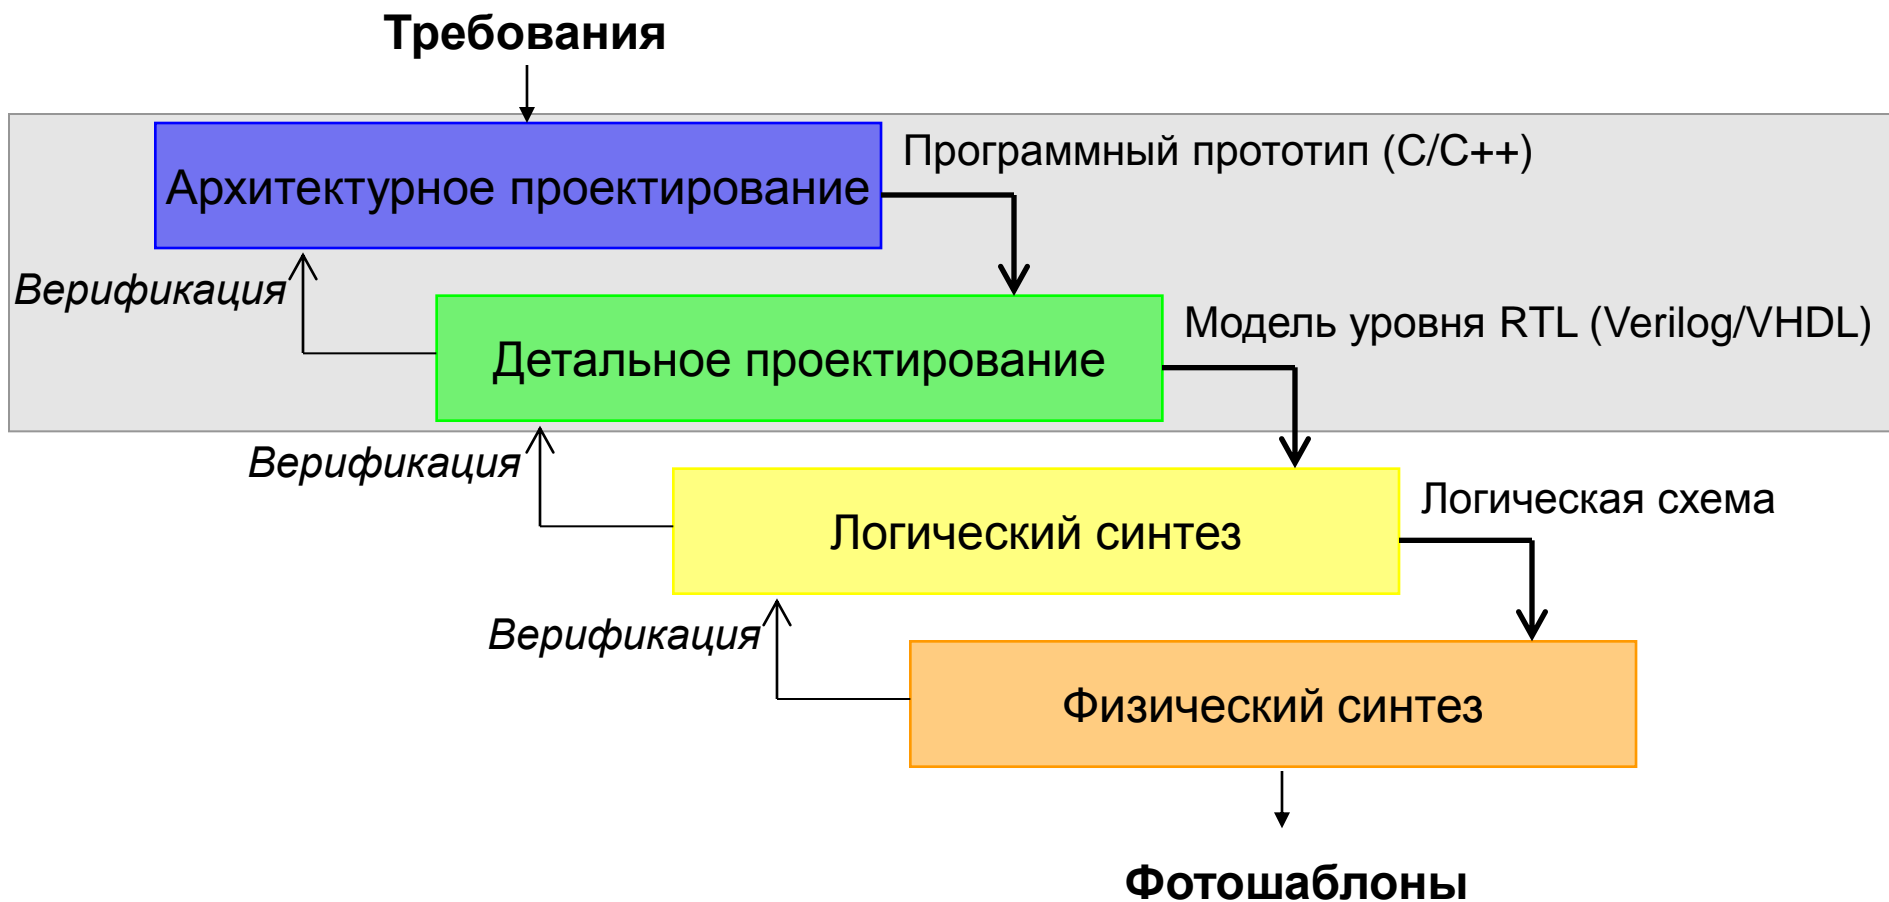 Требования
Программный прототип (C/C++)
Архитектурное проектирование
Верификация
Модель уровня RTL (Verilog/VHDL)
Детальное проектирование
Верификация
Логическая схема
Логический синтез
Верификация
Физический синтез
Фотошаблоны